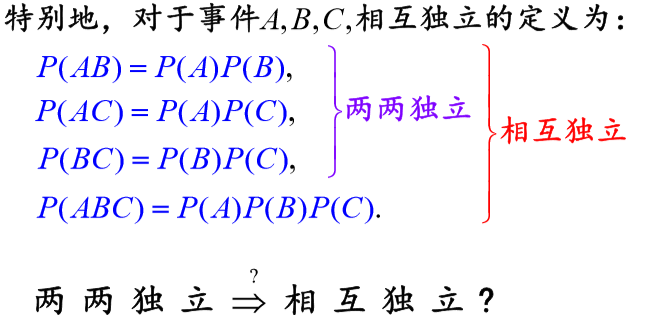 特别地，对于事件A,B,C,相互独立的定义为：
P(AB) = P(A)P(B),
P(AC) = P(A)P(C),
P(BC) = P(B)P(C),
两两独立
P(ABC) = P(A)P(B)P(C).
相互独立
两两独立 ?⇒ 相互独立?